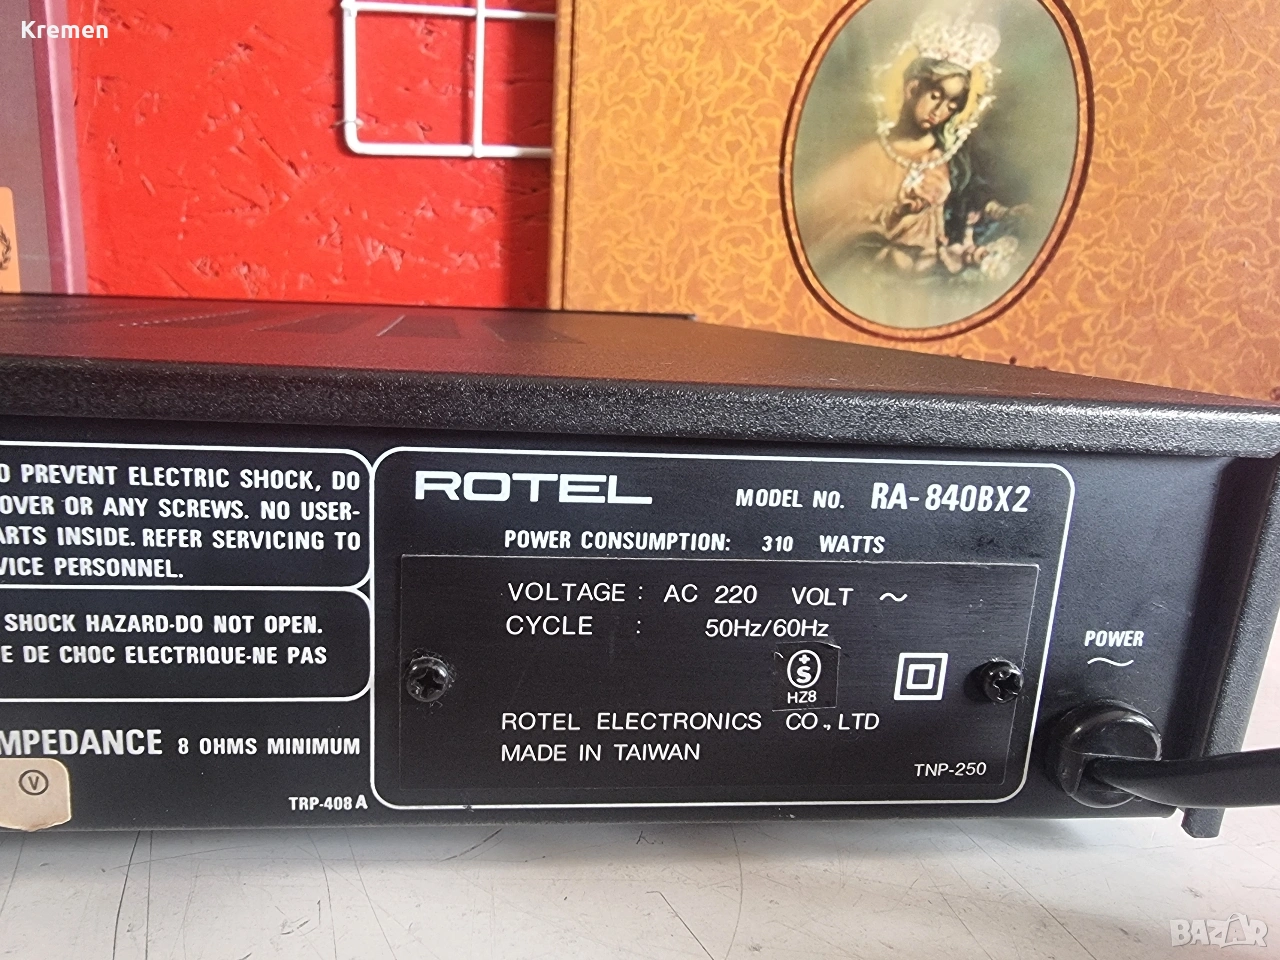 Kremen
O PREVENT ELECTRIC SHOCK, DO
OVER OR ANY SCREWS. NO USER-
ARTS INSIDE. REFER SERVICING TO
VICE PERSONNEL.
SHOCK HAZARD-DO NOT OPEN.
E DE CHOC ELECTRIQUE-NE PAS
MPEDANCE 8 OHMS MINIMUM
V
TRP-408A
ROTEL MODEL NO. RA-840BX2
POWER CONSUMPTION: 310 WATTS
VOLTAGE : AC 220 VOLT ~
CYCLE : 50Hz/60Hz
+S
HZ8
ROTEL ELECTRONICS CO., LTD
MADE IN TAIWAN
TNP-250
POWER
~
BAZAR